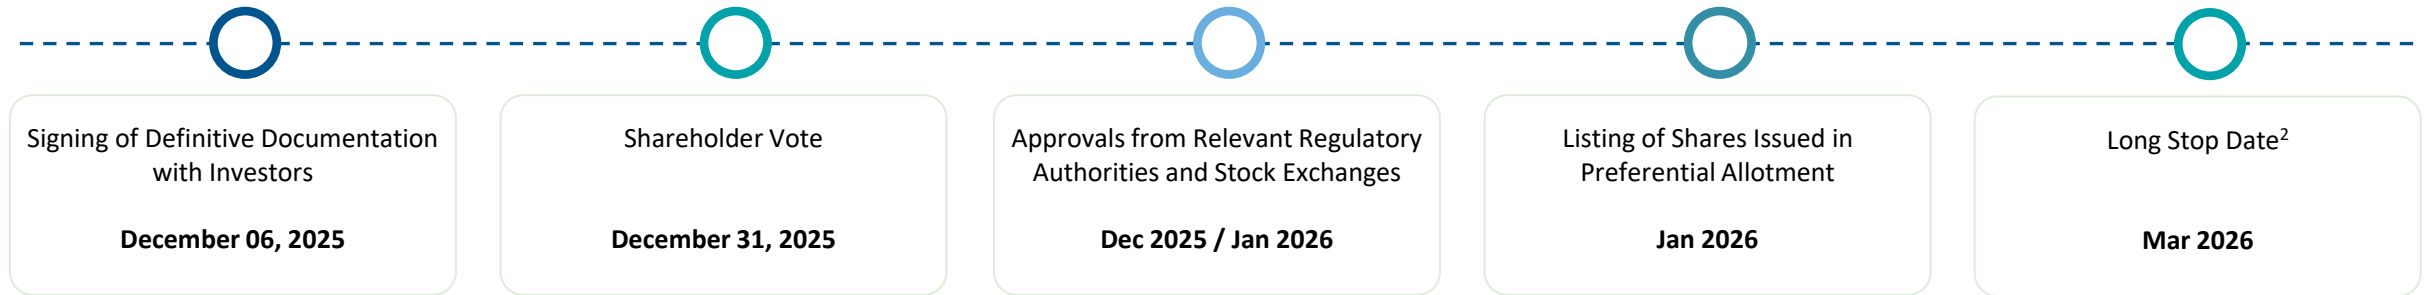 Signing of Definitive Documentation
with Investors
December 06, 2025
Shareholder Vote
December 31, 2025
Approvals from Relevant Regulatory
Authorities and Stock Exchanges
Dec 2025 / Jan 2026
Listing of Shares Issued in
Preferential Allotment
Jan 2026
Long Stop Date²
Mar 2026